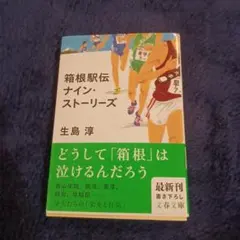 箱根駅伝
ナイン・
ストーリーズ
生島 淳
どうして「箱根」は
泣けるんだろう
最新刊
書き下ろし
文春文庫